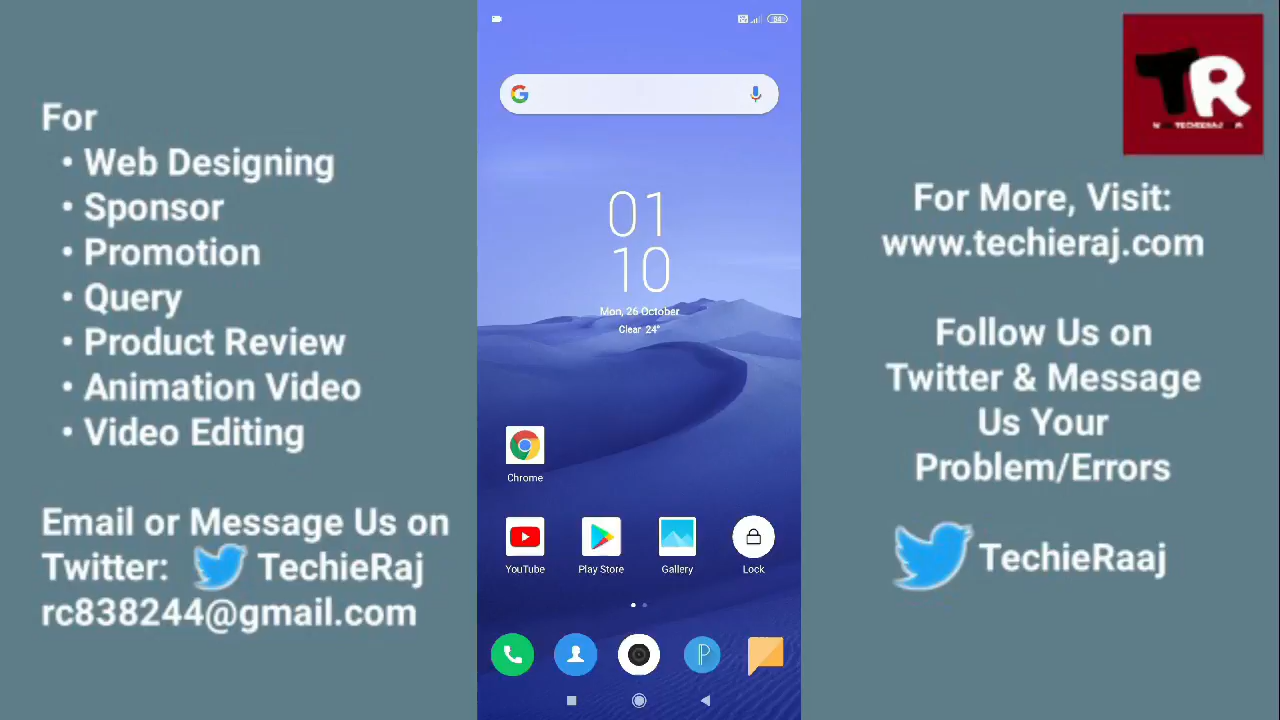 For
• Web Designing
• Sponsor
• Promotion
• Query
• Product Review
• Animation Video
• Video Editing
Email or Message Us on
Twitter: TechieRaj
rc838244@gmail.com
84
01
10
Mon, 26 October
Clear 24°
Chrome
YouTube
Play Store
Gallery
Lock
TR
For More, Visit:
www.techieraj.com
Follow Us on
Twitter & Message
Us Your
Problem/Errors
TechieRaaj